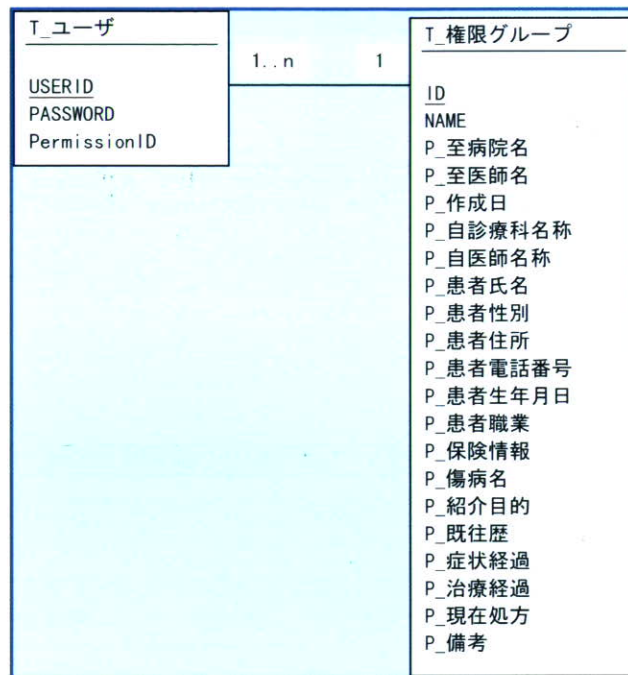 T_ユーザ
USERID
PASSWORD
PermissionID
1..n
1
T_権限グループ
ID
NAME
P_至病院名
P_至医師名
P_作成日
P_自診療科名称
P_自医師名称
P_患者氏名
P_患者性別
P_患者住所
P_患者電話番号
P_患者生年月日
P_患者職業
P_保険情報
P_傷病名
P_紹介目的
P_既往歴
P_症状経過
P_治療経過
P_現在処方
P_備考